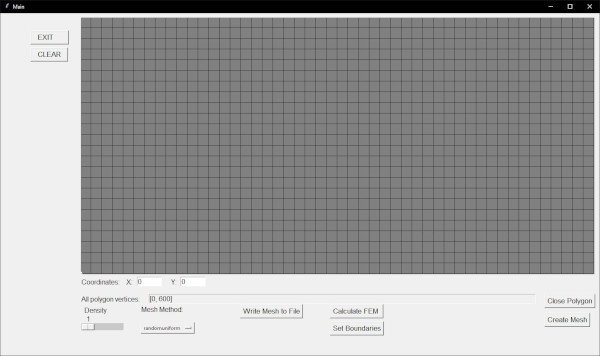 Main
EXIT
CLEAR
Coordinates: X: 0 Y: 0
All polygon vertices: [0, 600]
Close Polygon
Density
Mesh Method:
Write Mesh to File
Calculate FEM
1
Create Mesh
randomuniform
Set Boundaries